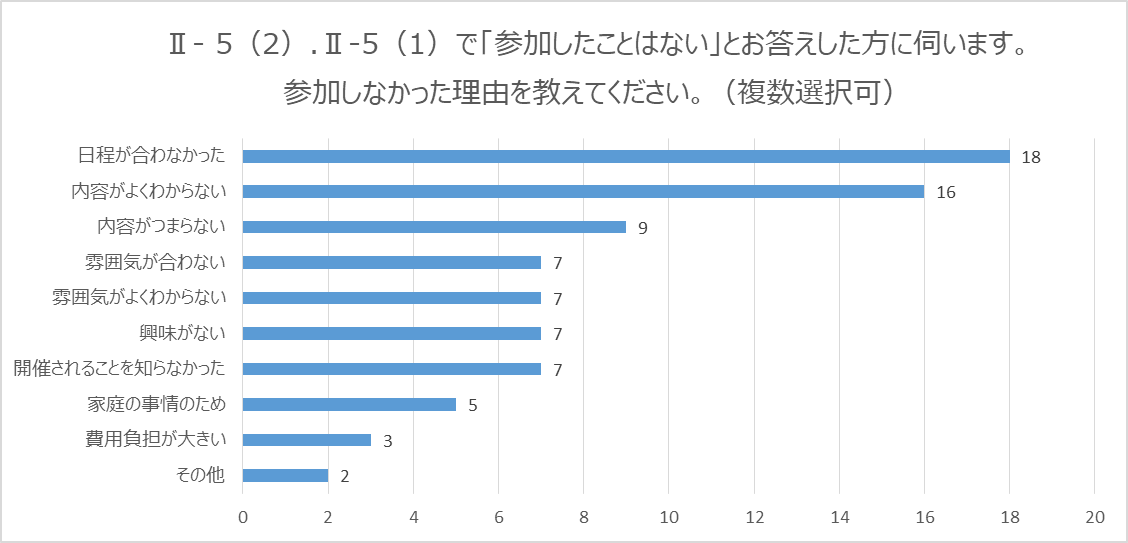 Ⅱ- 5（2）.Ⅱ-5（1）で「参加したことはない」とお答えした方に伺います。
参加しなかった理由を教えてください。（複数選択可）
日程が合わなかった 18
内容がよくわからない 16
内容がつまらない 9
雰囲気が合わない 7
雰囲気がよくわからない 7
興味がない 7
開催されることを知らなかった 7
家庭の事情のため 5
費用負担が大きい 3
その他 2
0 2 4 6 8 10 12 14 16 18 20